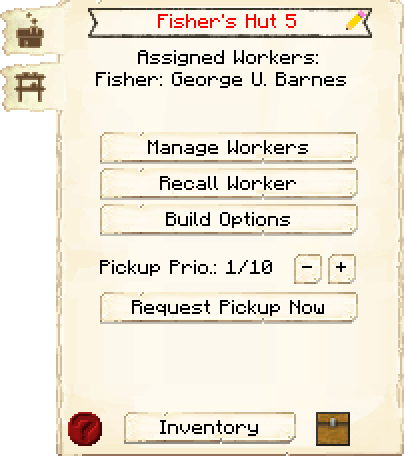 Fisher's Hut 5
Assigned Workers:
Fisher: George U. Barnes
Manage Workers
Recall Worker
Build Options
Pickup Prio.: 1/10 - +
Request Pickup Now
? Inventory